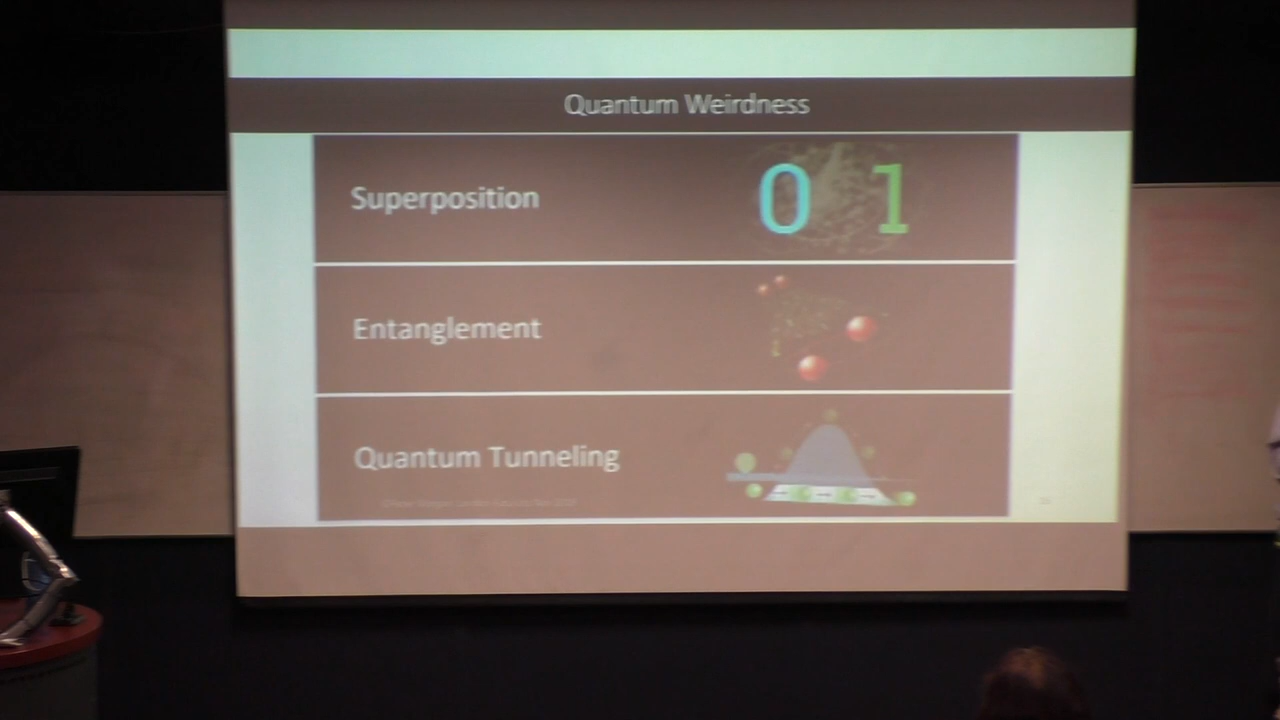 Quantum Weirdness
Superposition
0 1
Entanglement
Quantum Tunneling